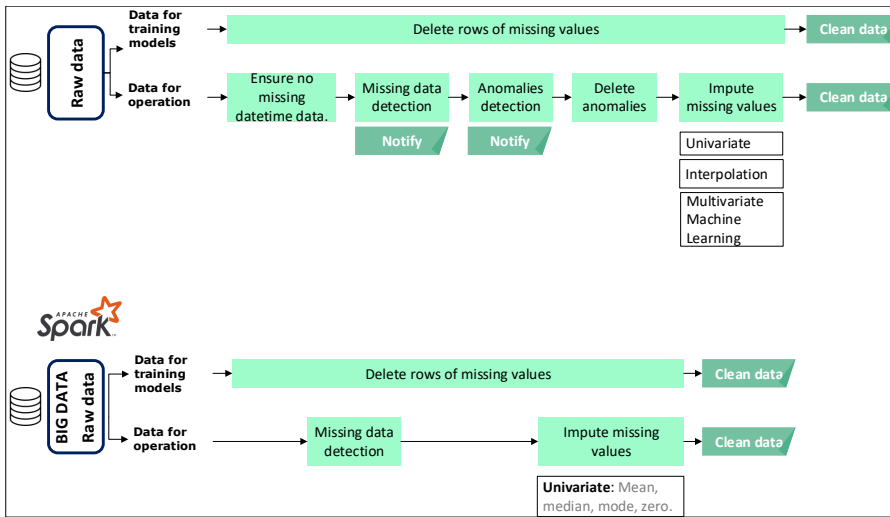 Data for
training
models
Delete rows of missing values
Clean data
Raw data
Data for
operation
Ensure no
missing
datetime data.
Missing data
detection
Anomalies
detection
Delete
anomalies
Impute
missing values
Clean data
Notify
Notify
Univariate
Interpolation
Multivariate
Machine
Learning
APACHE
Spark
BIG DATA
Raw data
Data for
training
models
Delete rows of missing values
Clean data
Data for
operation
Missing data
detection
Impute missing
values
Clean data
Univariate: Mean,
median, mode, zero.